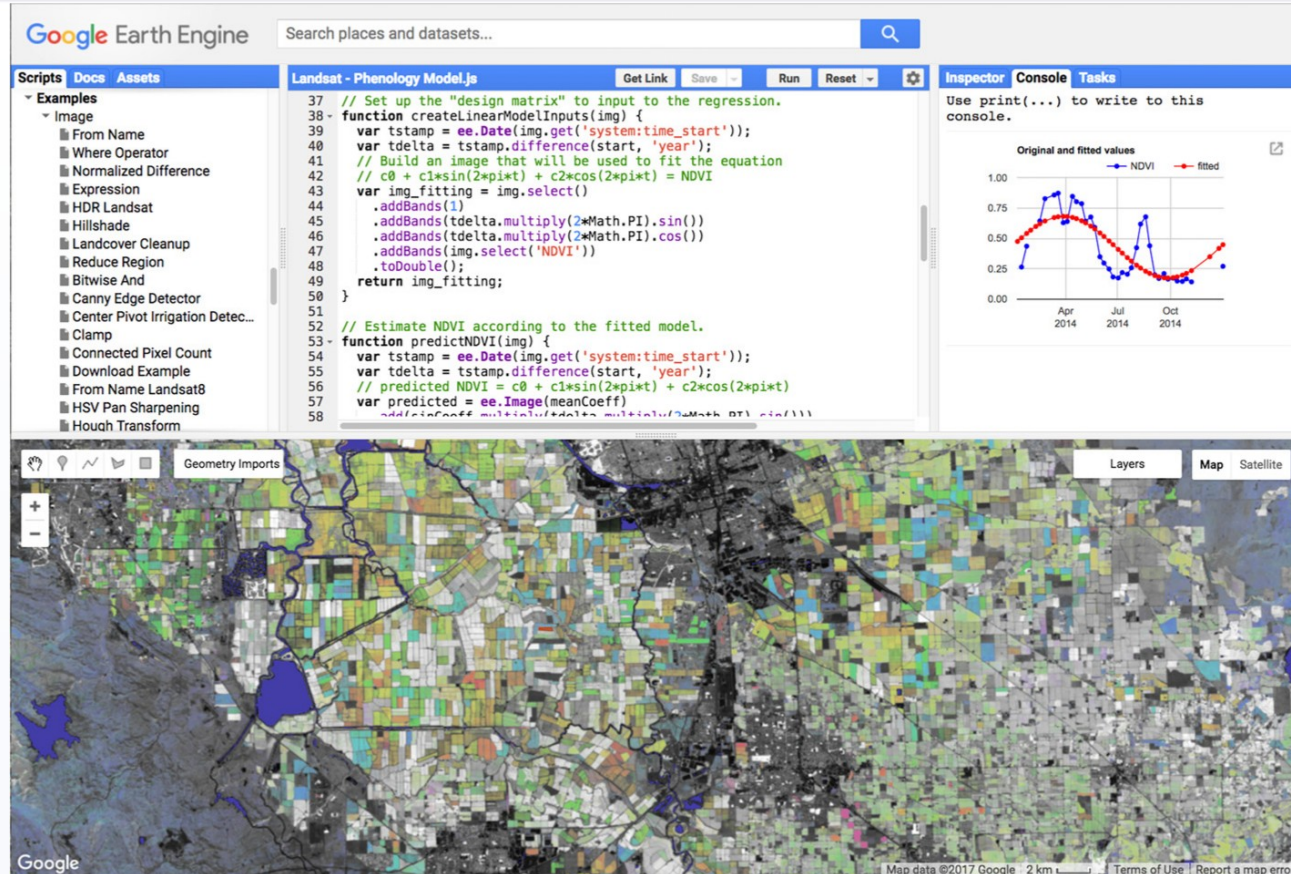 Google Earth Engine
Search places and datasets...
Scripts Docs Assets
Examples
Image
From Name
Where Operator
Normalized Difference
Expression
HDR Landsat
Hillshade
Landcover Cleanup
Reduce Region
Bitwise And
Canny Edge Detector
Center Pivot Irrigation Detec...
Clamp
Connected Pixel Count
Download Example
From Name Landsat8
HSV Pan Sharpening
Hough Transform
Landsat - Phenology Model.js
Get Link Save Run Reset
37 // Set up the "design matrix" to input to the regression.
38 function createLinearModelInputs(img) {
39 var tstamp = ee.Date(img.get('system:time_start'));
40 var tdelta = tstamp.difference(start, 'year');
41 // Build an image that will be used to fit the equation
42 // c0 + c1*sin(2*pi*t) + c2*cos(2*pi*t) = NDVI
43 var img_fitting = img.select()
44 .addBands(1)
45 .addBands(tdelta.multiply(2*Math.PI).sin())
46 .addBands(tdelta.multiply(2*Math.PI).cos())
47 .addBands(img.select('NDVI'))
48 .toDouble();
49 return img_fitting;
50 }
51
52 // Estimate NDVI according to the fitted model.
53 function predictNDVI(img) {
54 var tstamp = ee.Date(img.get('system:time_start'));
55 var tdelta = tstamp.difference(start, 'year');
56 // predicted NDVI = c0 + c1*sin(2*pi*t) + c2*cos(2*pi*t)
57 var predicted = ee.Image(meanCoeff)
58 .add(sinCoeff.multiply(tdelta.multiply(2*Math.PI).sin()))
Inspector Console Tasks
Use print(...) to write to this
console.
Original and fitted values
NDVI fitted
1.00
0.75
0.50
0.25
0.00
Apr Jul Oct
2014 2014 2014
Geometry Imports
Layers
Map Satellite
+
−
Google
Map data ©2017 Google 2 km Terms of Use Report a map erro